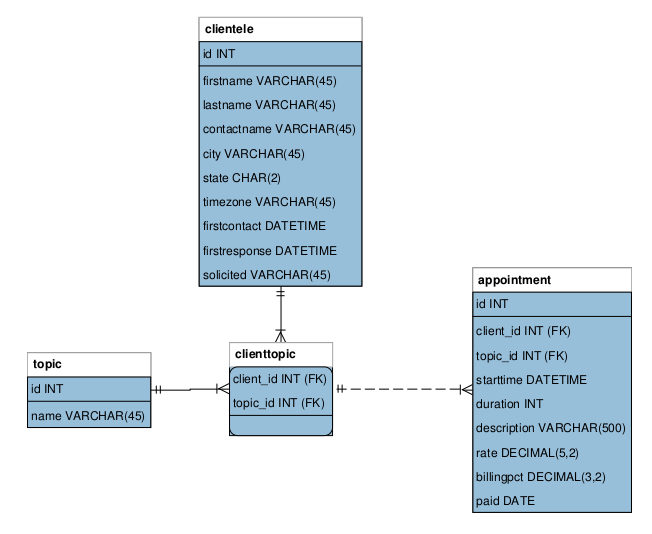 clientele
id INT
firstname VARCHAR(45)
lastname VARCHAR(45)
contactname VARCHAR(45)
city VARCHAR(45)
state CHAR(2)
timezone VARCHAR(45)
firstcontact DATETIME
firstresponse DATETIME
solicited VARCHAR(45)
topic
id INT
name VARCHAR(45)
clienttopic
client_id INT (FK)
topic_id INT (FK)
appointment
id INT
client_id INT (FK)
topic_id INT (FK)
starttime DATETIME
duration INT
description VARCHAR(500)
rate DECIMAL(5,2)
billingpct DECIMAL(3,2)
paid DATE